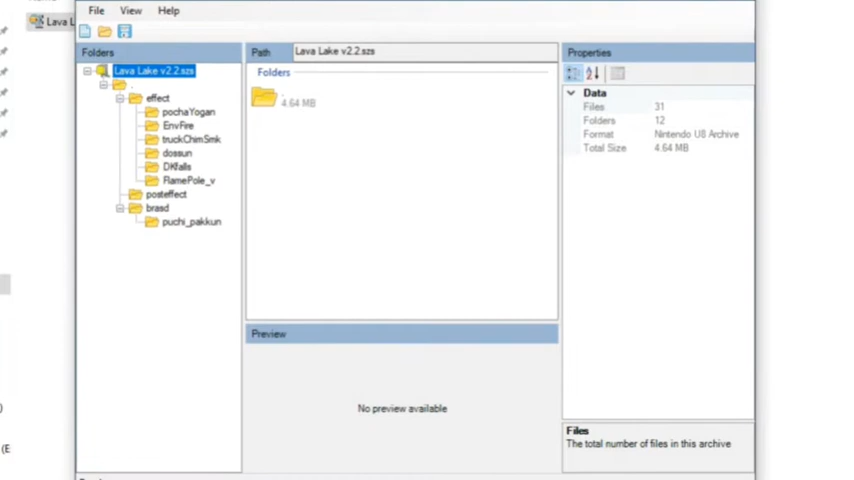 Lava L
File View Help
Folders
Path Lava Lake v2.2.szs
Properties
Lava Lake v2.2.szs
.
effect
pochaYogan
EnvFire
truckChimSmk
dossun
DKfalls
FlamePole_v
posteffect
brasd
puchi_pakkun
Folders
.
4.64 MB
Data
Files 31
Folders 12
Format Nintendo U8 Archive
Total Size 4.64 MB
Preview
No preview available
Files
The total number of files in this archive
)
(E